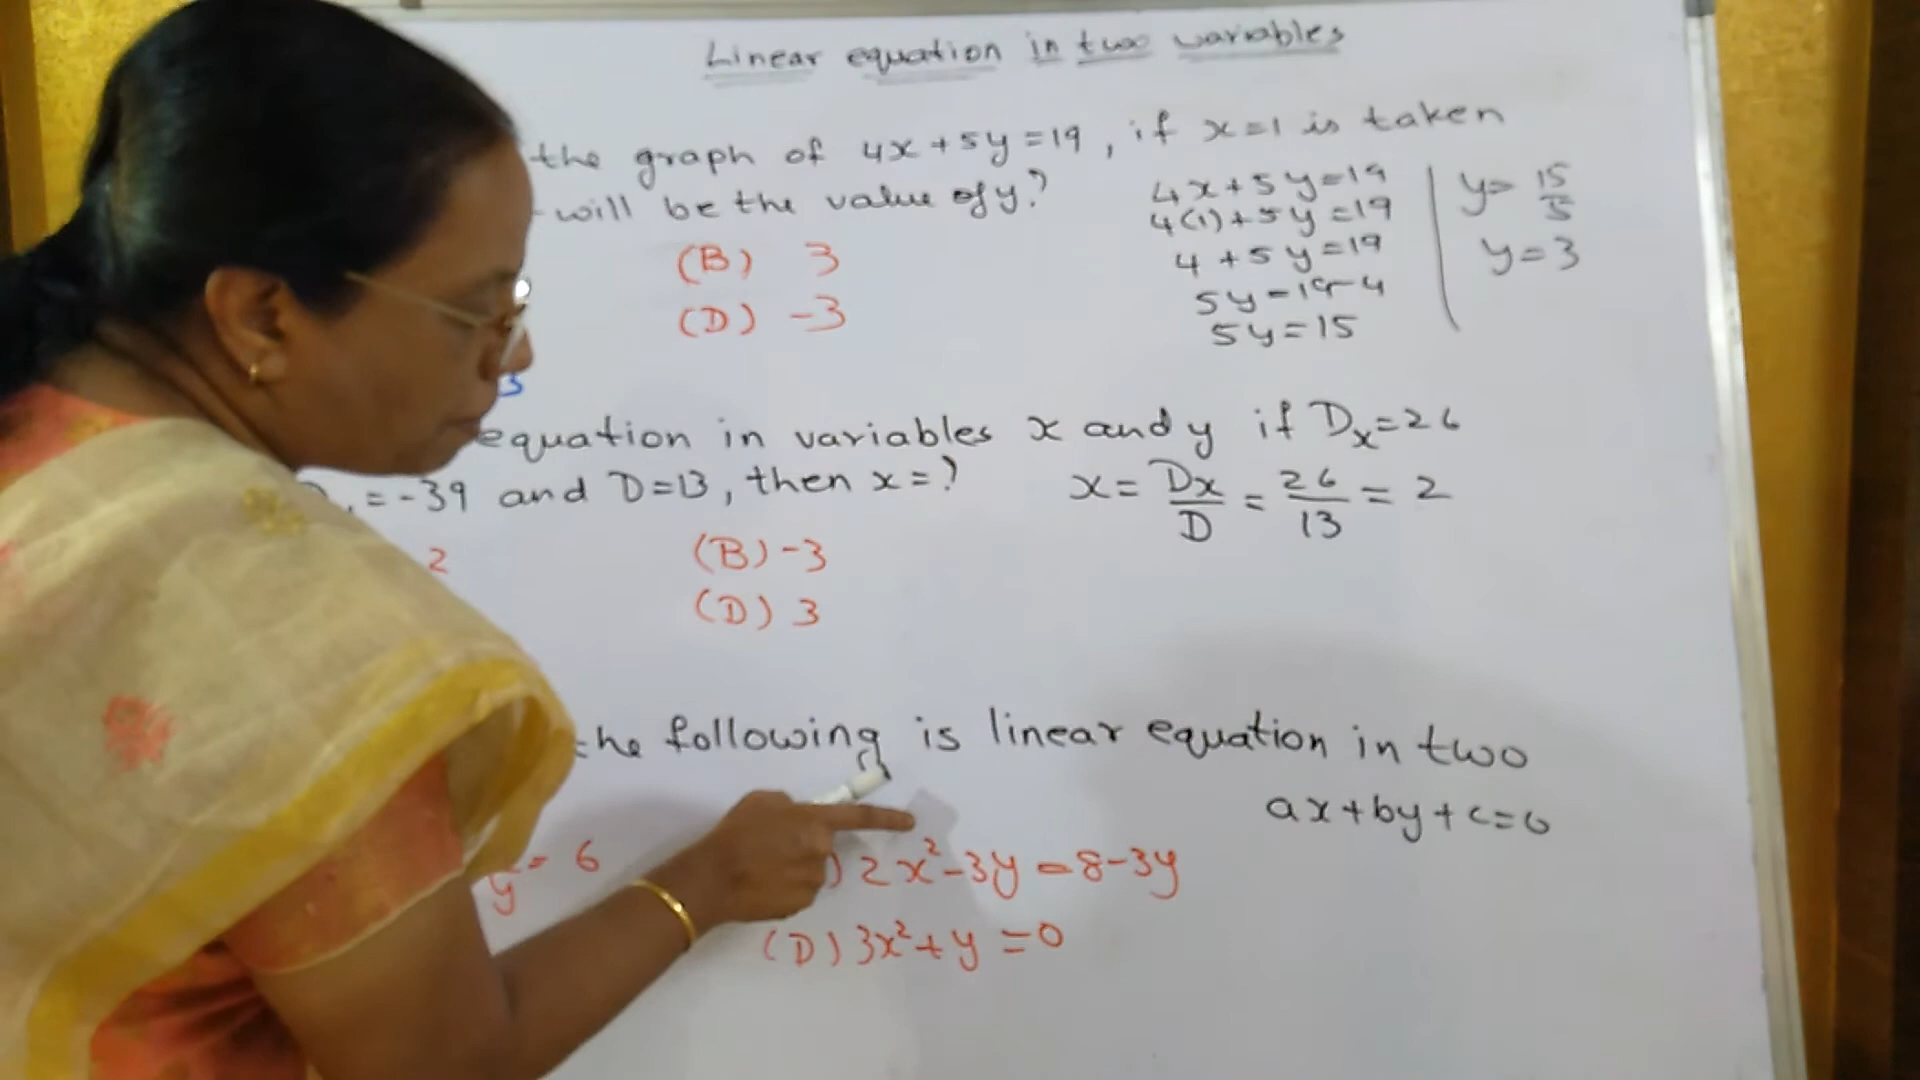 Linear equation in two variables
the graph of 4x+5y=19, if x=1 is taken
will be the value of y?
(B) 3
(D) -3
4x+5y=19
4(1)+5y=19
4+5y=19
5y=19-4
5y=15
y= 15/5
y=3
3
equation in variables x and y if Dx=26
=-39 and D=13, then x=?
x= Dx/D = 26/13 = 2
2
(B) -3
(D) 3
the following is linear equation in two
ax+by+c=0
y = 6
) 2x²-3y=8-3y
(D) 3x²+y=0